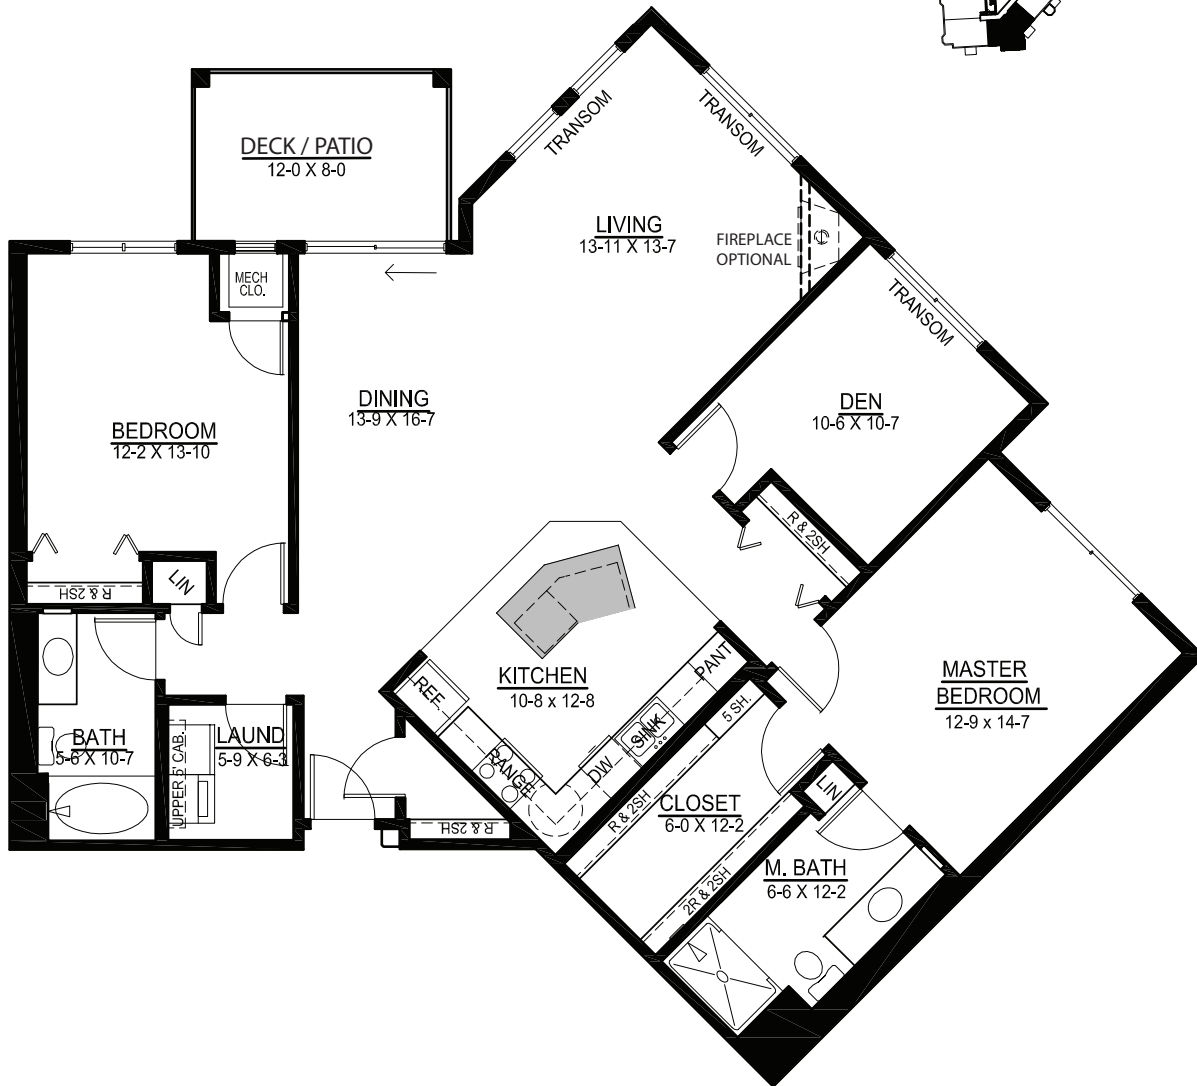 DECK / PATIO
12-0 X 8-0
TRANSOM
TRANSOM
LIVING
13-11 X 13-7
FIREPLACE
OPTIONAL
MECH
CLO.
TRANSOM
DINING
13-9 X 16-7
DEN
10-6 X 10-7
BEDROOM
12-2 X 13-10
R & 2SH
R & 2SH
LIN
KITCHEN
10-8 x 12-8
PANT
REF.
MASTER
BEDROOM
12-9 x 14-7
5 SH.
SINK
BATH
5-6 X 10-7
LAUND
5-9 X 6-3
UPPER 5' CAB.
RANGE
DW
LIN
CLOSET
6-0 X 12-2
R & 2SH
R & 2SH
M. BATH
6-6 X 12-2
2R & 2SH